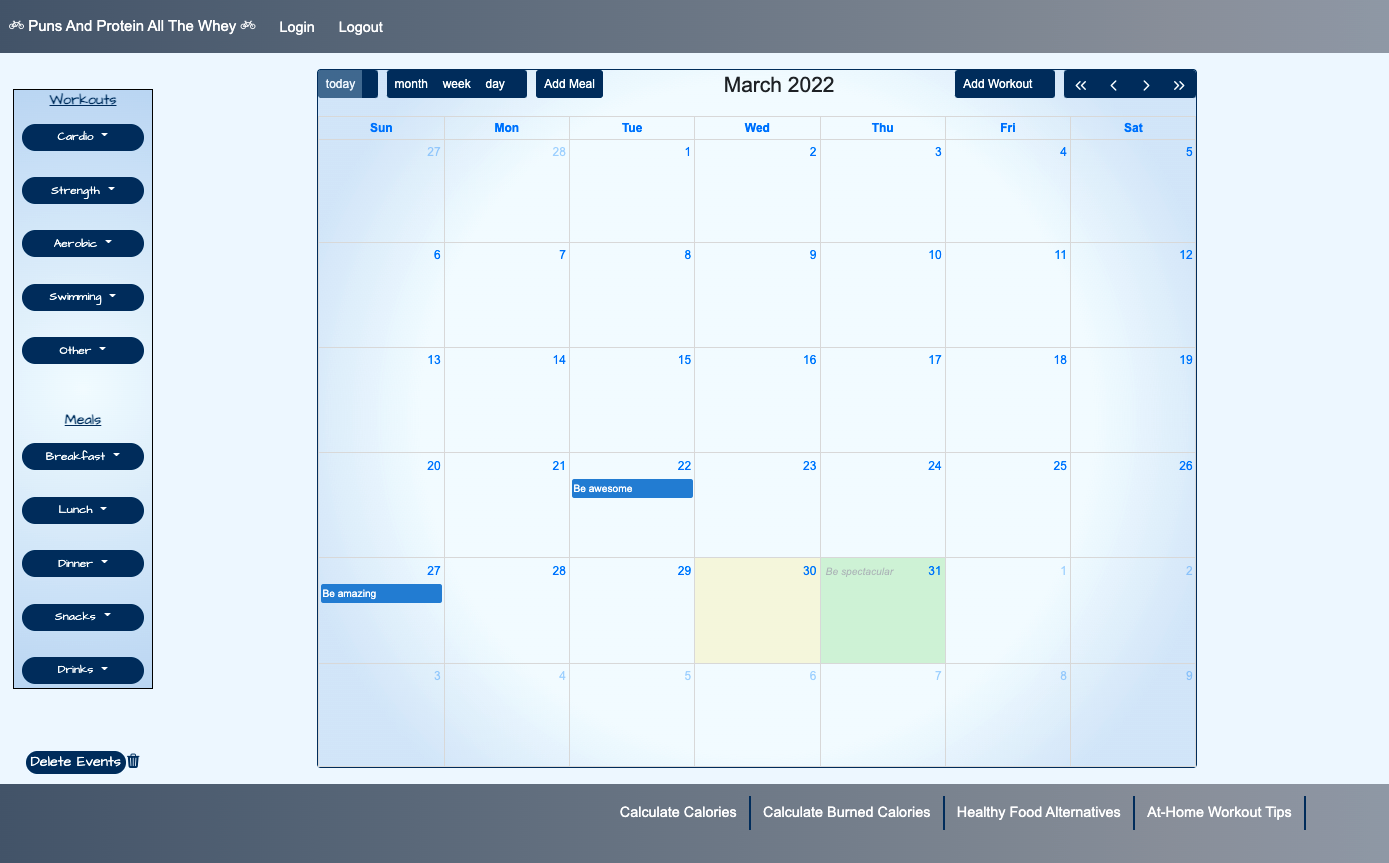 Puns And Protein All The Whey Login Logout
Workouts
Cardio
Strength
Aerobic
Swimming
Other
Meals
Breakfast
Lunch
Dinner
Snacks
Drinks
Delete Events
today month week day Add Meal March 2022 Add Workout
Sun Mon Tue Wed Thu Fri Sat
27 28 1 2 3 4 5
6 7 8 9 10 11 12
13 14 15 16 17 18 19
20 21 22 23 24 25 26
Be awesome
27 28 29 30 Be spectacular 31 1 2
Be amazing
3 4 5 6 7 8 9
Calculate Calories Calculate Burned Calories Healthy Food Alternatives At-Home Workout Tips